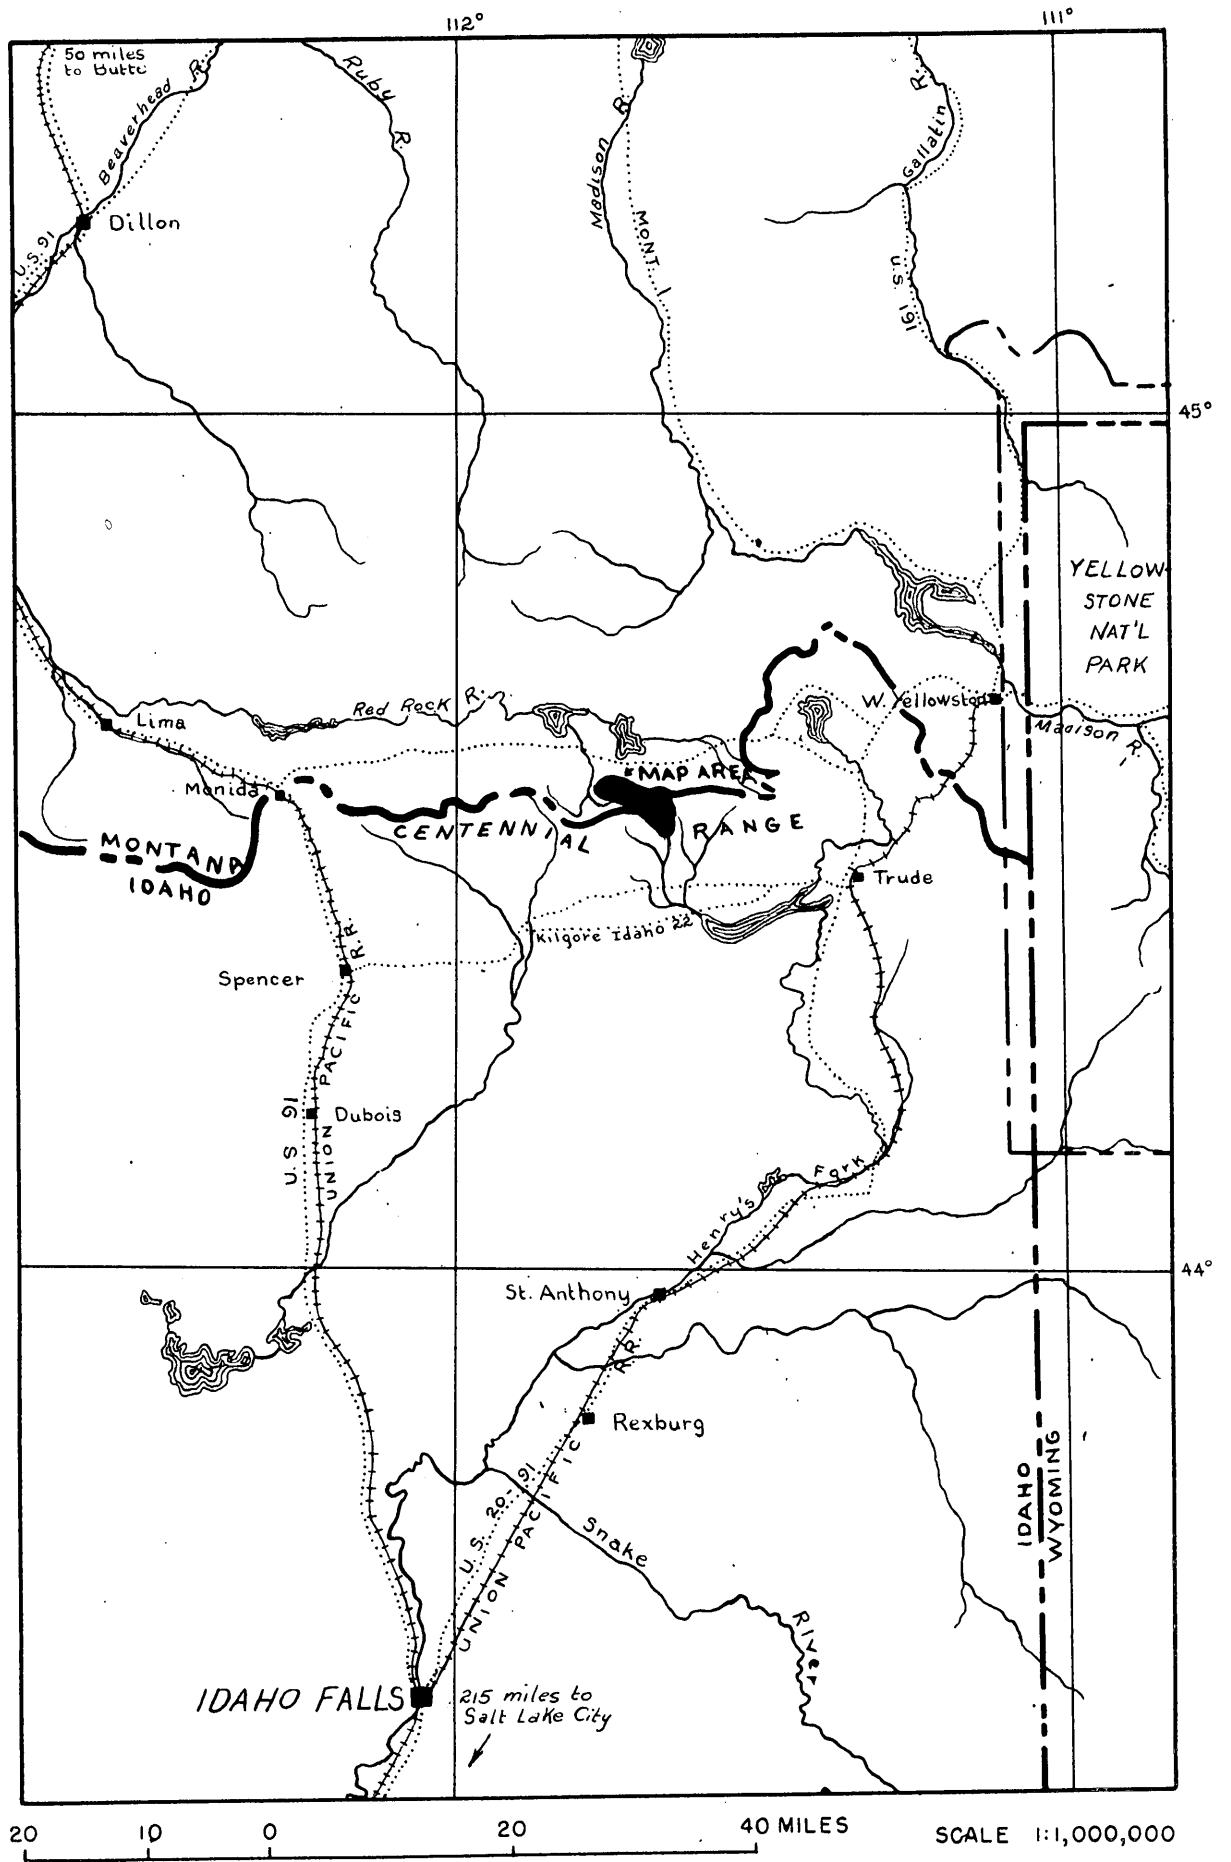 112°
111°
50 miles
to Butte
Beaverhead R.
Ruby R.
Madison R.
Gallatin R.
Dillon
U.S. 91
MONT. 1
U.S. 191
45°
YELLOW-
STONE
NAT'L
PARK
W. Yellowstone
Madison R.
Red Rock R.
Lima
Monida
MAP AREA
CENTENNIAL RANGE
MONTANA
IDAHO
Trude
Kilgore Idaho 22
Spencer
UNION PACIFIC R.R.
U.S 91
Dubois
Henry's Fork
44°
St. Anthony
R.R.
Rexburg
U.S. 20-91
UNION PACIFIC
Snake River
IDAHO
WYOMING
IDAHO FALLS
215 miles to
Salt Lake City
20 10 0 20 40 MILES
SCALE 1:1,000,000